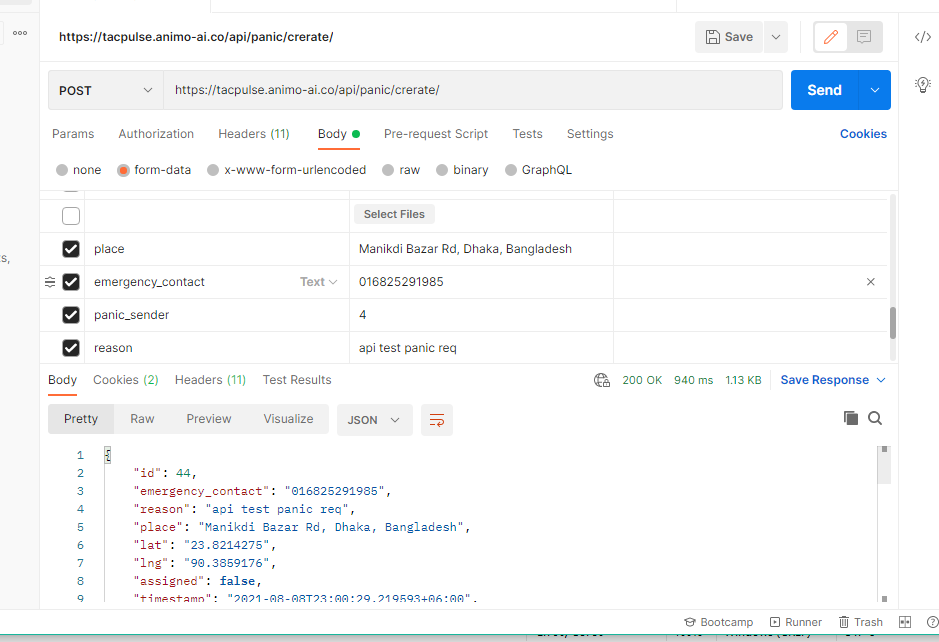 https://tacpulse.animo-ai.co/api/panic/crerate/
Save
POST https://tacpulse.animo-ai.co/api/panic/crerate/ Send
Params Authorization Headers (11) Body Pre-request Script Tests Settings Cookies
none form-data x-www-form-urlencoded raw binary GraphQL
Select Files
place Manikdi Bazar Rd, Dhaka, Bangladesh
s,
emergency_contact Text 016825291985
panic_sender 4
reason api test panic req
Body Cookies (2) Headers (11) Test Results 200 OK 940 ms 1.13 KB Save Response
Pretty Raw Preview Visualize JSON
1 {
2 "id": 44,
3 "emergency_contact": "016825291985",
4 "reason": "api test panic req",
5 "place": "Manikdi Bazar Rd, Dhaka, Bangladesh",
6 "lat": "23.8214275",
7 "lng": "90.3859176",
8 "assigned": false,
9 "timestamp": "2021-08-08T23:00:29.219593+06:00",
Bootcamp Runner Trash